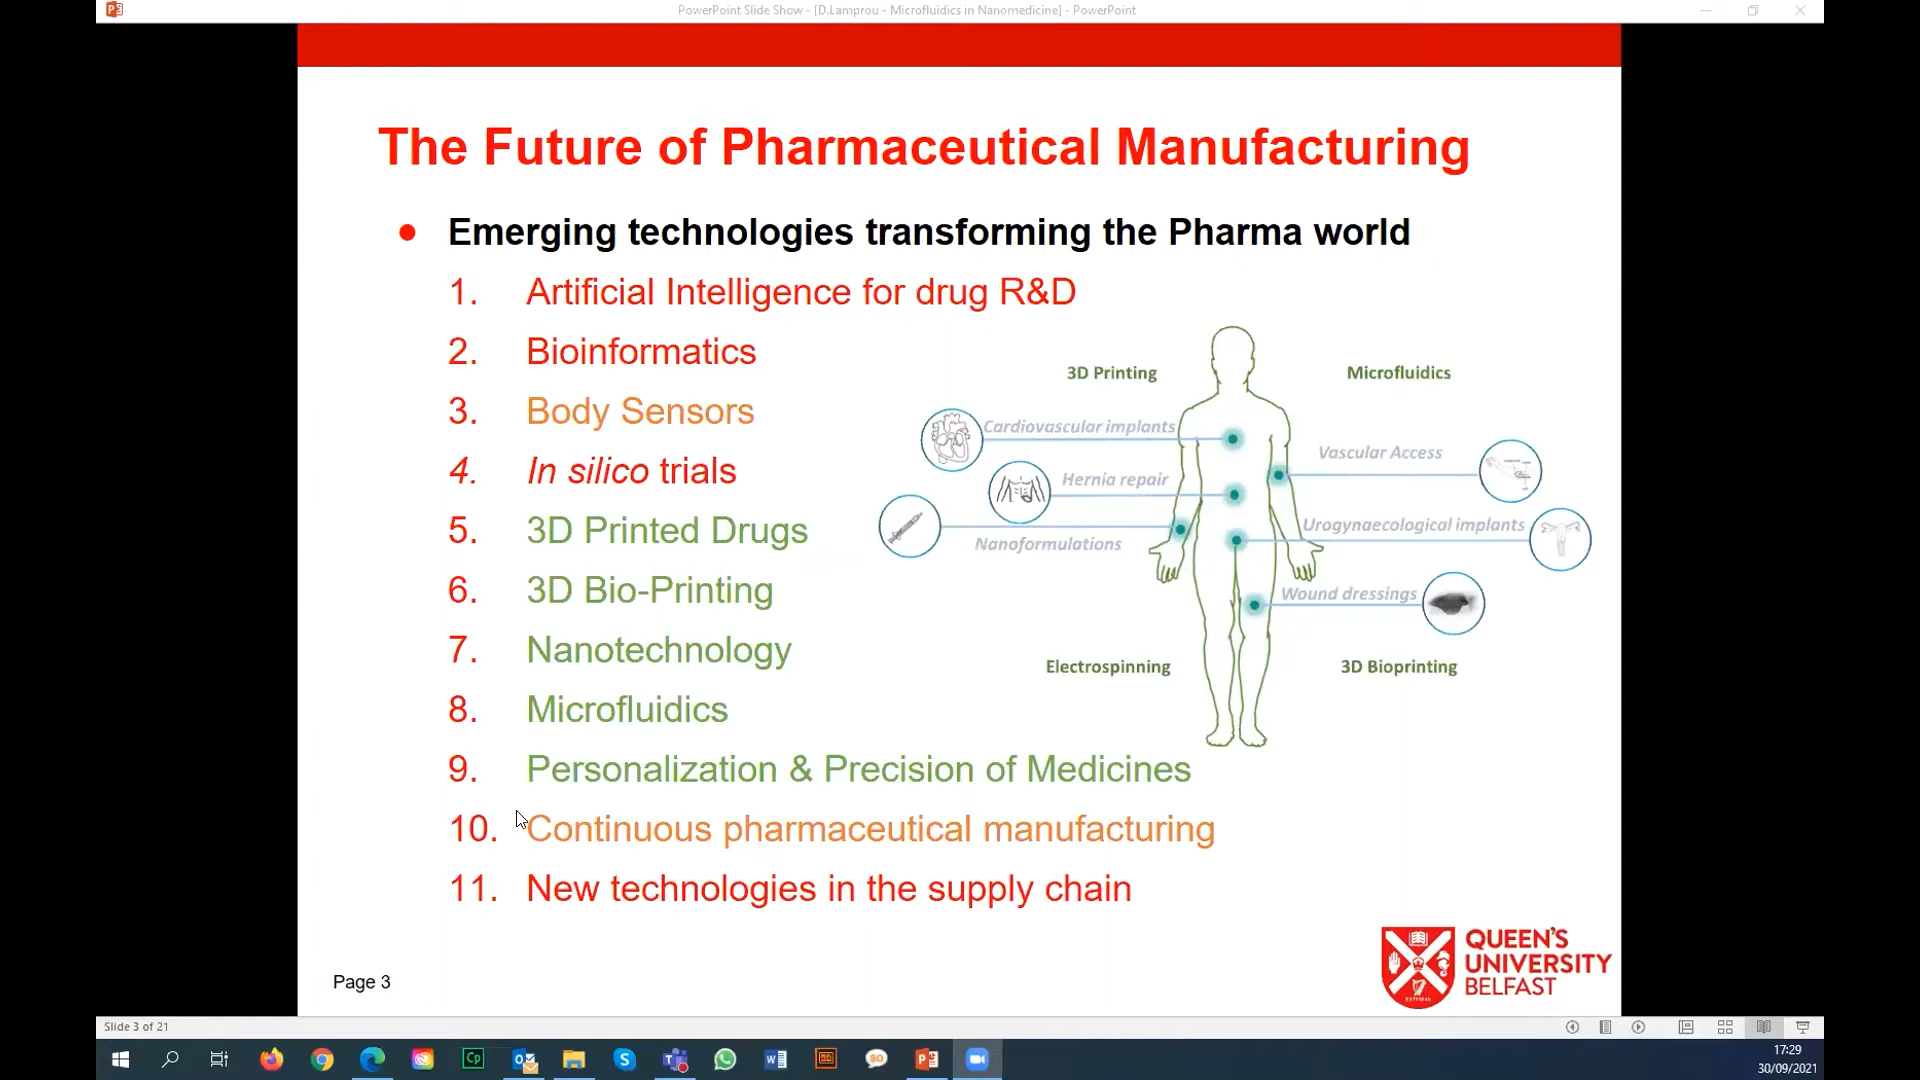 PowerPoint Slide Show - [D.Lamprou - Microfluidics in Nanomedicine] - PowerPoint
The Future of Pharmaceutical Manufacturing
Emerging technologies transforming the Pharma world
1. Artificial Intelligence for drug R&D
2. Bioinformatics
3. Body Sensors
4. In silico trials
5. 3D Printed Drugs
6. 3D Bio-Printing
7. Nanotechnology
8. Microfluidics
9. Personalization & Precision of Medicines
10. Continuous pharmaceutical manufacturing
11. New technologies in the supply chain
3D Printing
Microfluidics
Cardiovascular implants
Vascular Access
Hernia repair
Urogynaecological implants
Nanoformulations
Wound dressings
Electrospinning
3D Bioprinting
QUEEN'S
UNIVERSITY
BELFAST
Page 3
Slide 3 of 21
Cp
17:29
30/09/2021